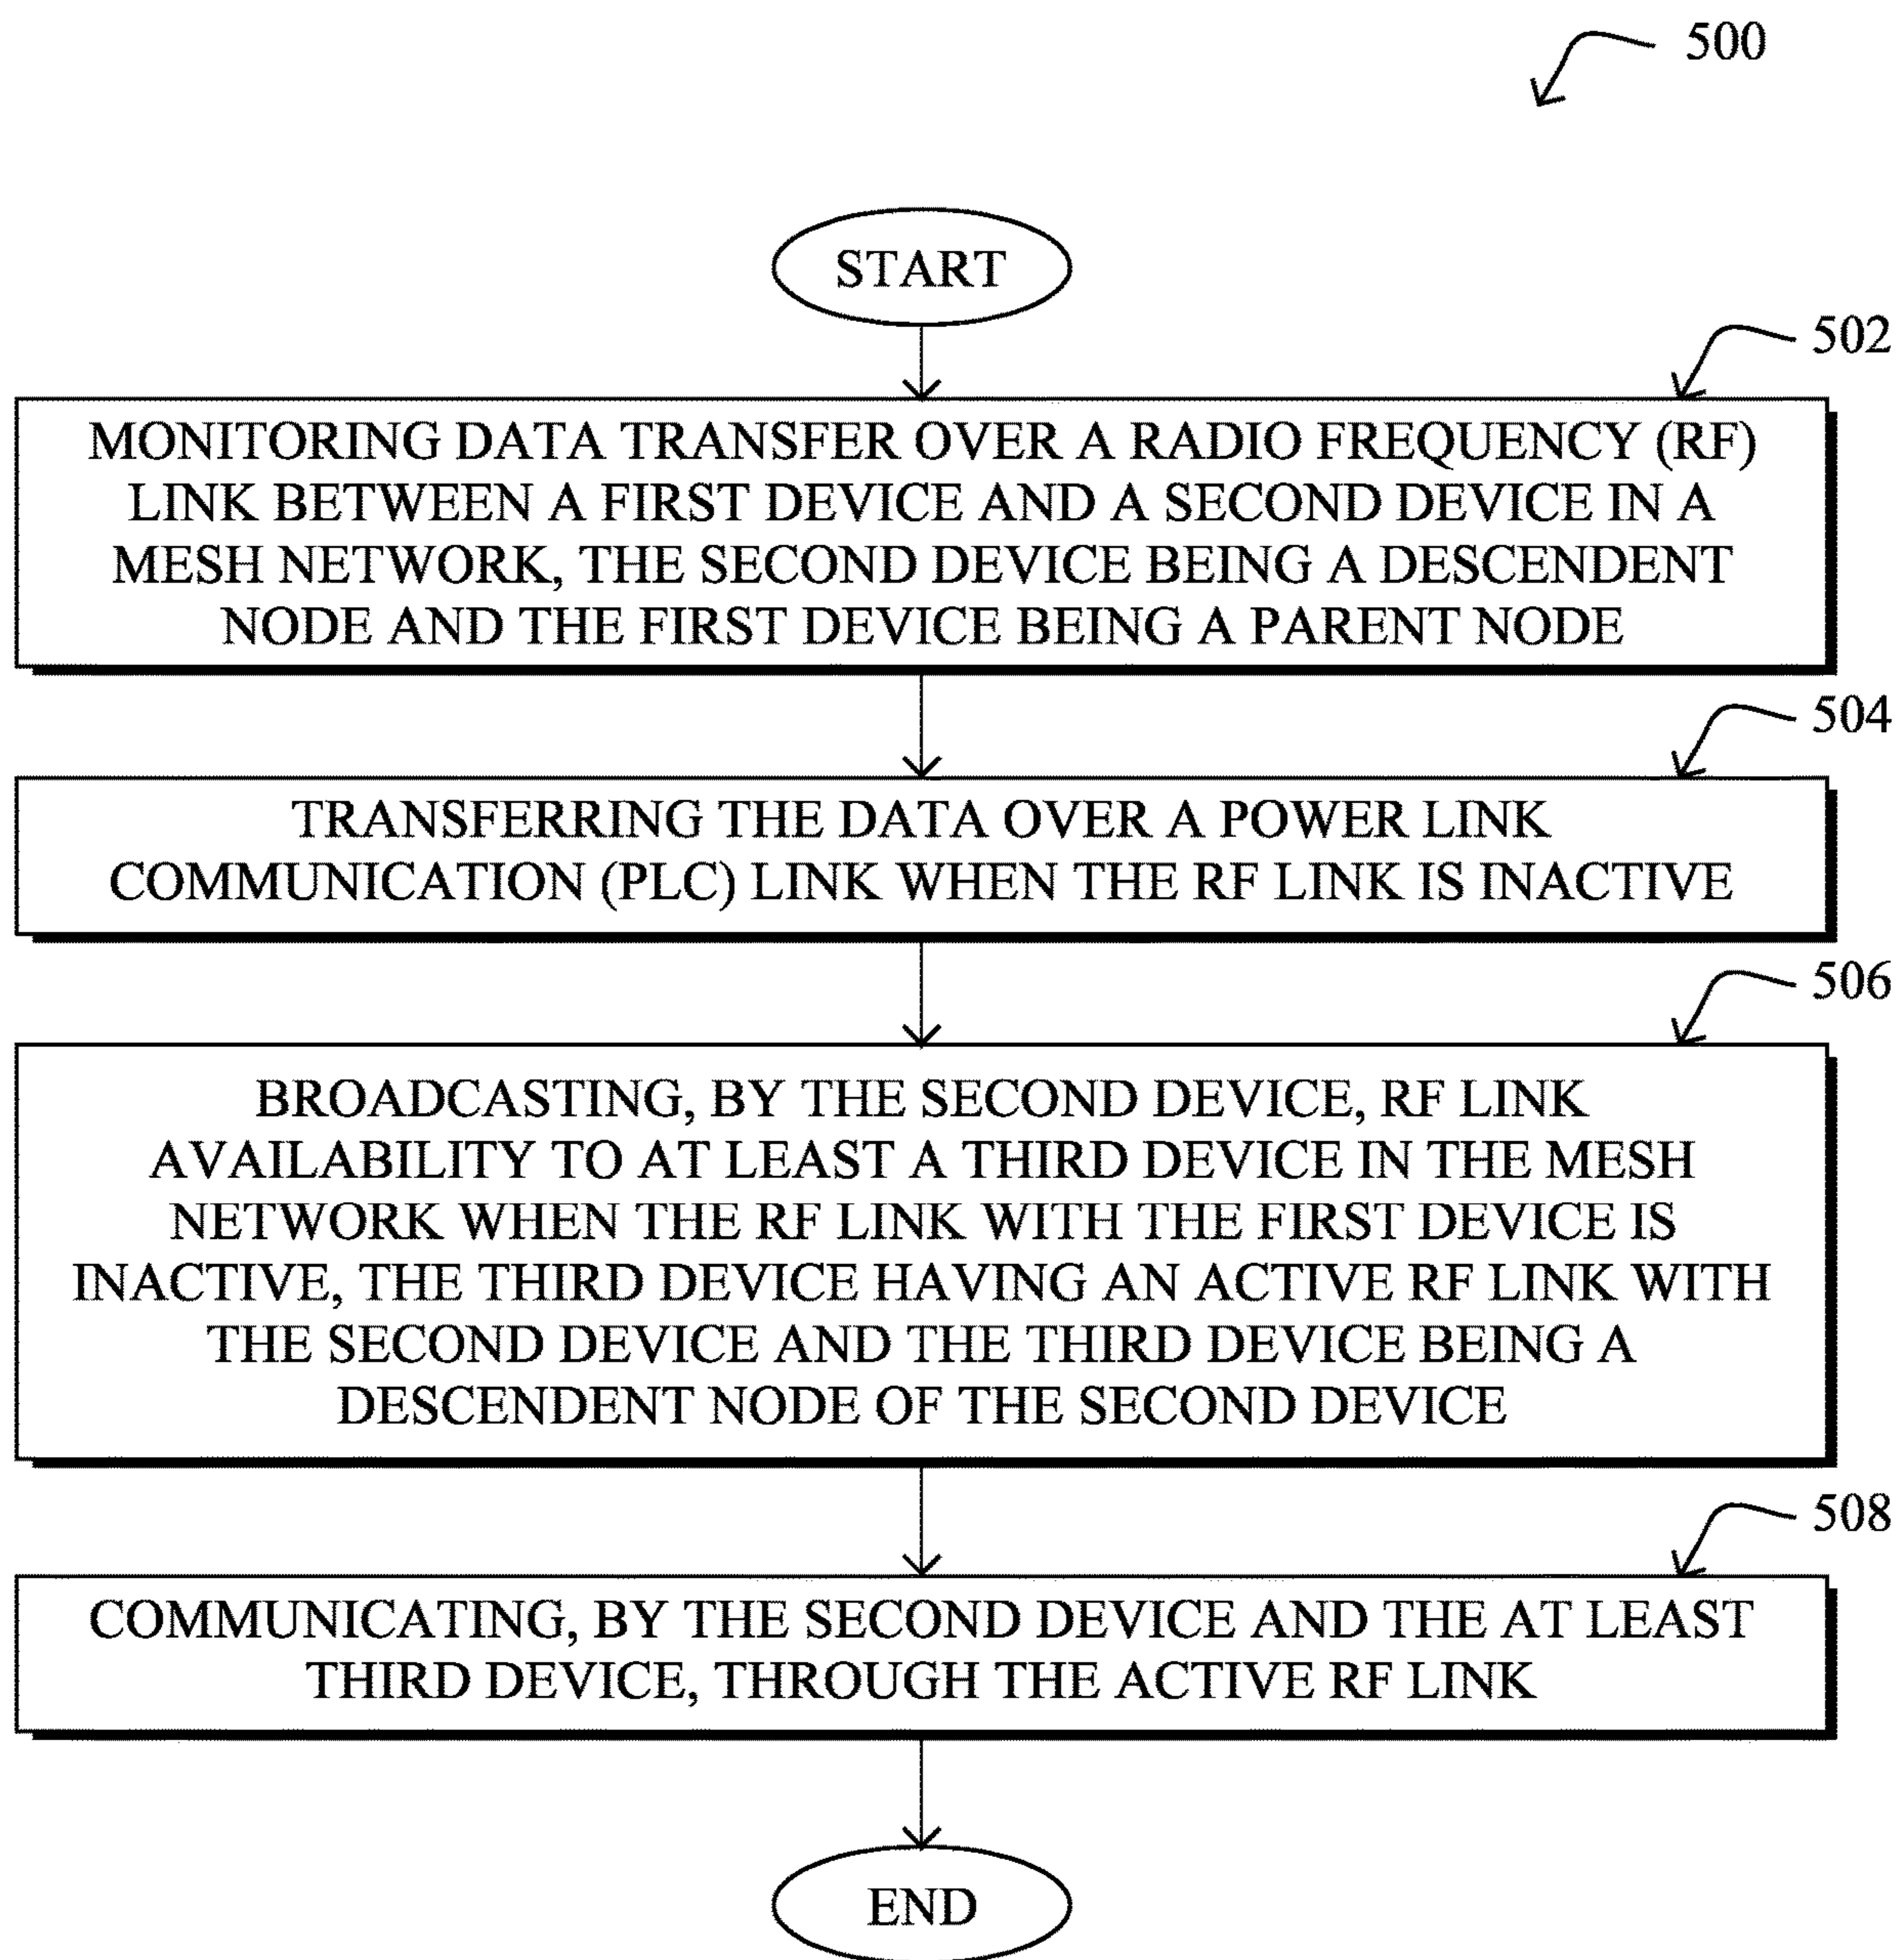 500
START
502
MONITORING DATA TRANSFER OVER A RADIO FREQUENCY (RF)
LINK BETWEEN A FIRST DEVICE AND A SECOND DEVICE IN A
MESH NETWORK, THE SECOND DEVICE BEING A DESCENDENT
NODE AND THE FIRST DEVICE BEING A PARENT NODE
504
TRANSFERRING THE DATA OVER A POWER LINK
COMMUNICATION (PLC) LINK WHEN THE RF LINK IS INACTIVE
506
BROADCASTING, BY THE SECOND DEVICE, RF LINK
AVAILABILITY TO AT LEAST A THIRD DEVICE IN THE MESH
NETWORK WHEN THE RF LINK WITH THE FIRST DEVICE IS
INACTIVE, THE THIRD DEVICE HAVING AN ACTIVE RF LINK WITH
THE SECOND DEVICE AND THE THIRD DEVICE BEING A
DESCENDENT NODE OF THE SECOND DEVICE
508
COMMUNICATING, BY THE SECOND DEVICE AND THE AT LEAST
THIRD DEVICE, THROUGH THE ACTIVE RF LINK
END